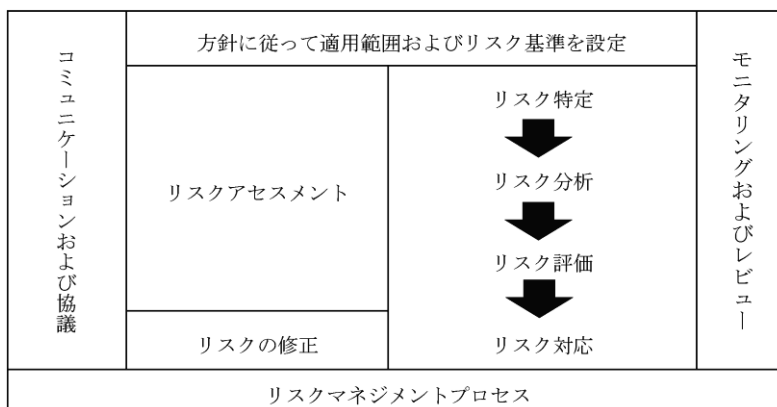 コミュニケーションおよび協議
方針に従って適用範囲およびリスク基準を設定
リスクアセスメント
リスク特定
リスク分析
リスク評価
リスクの修正
リスク対応
モニタリングおよびレビュー
リスクマネジメントプロセス